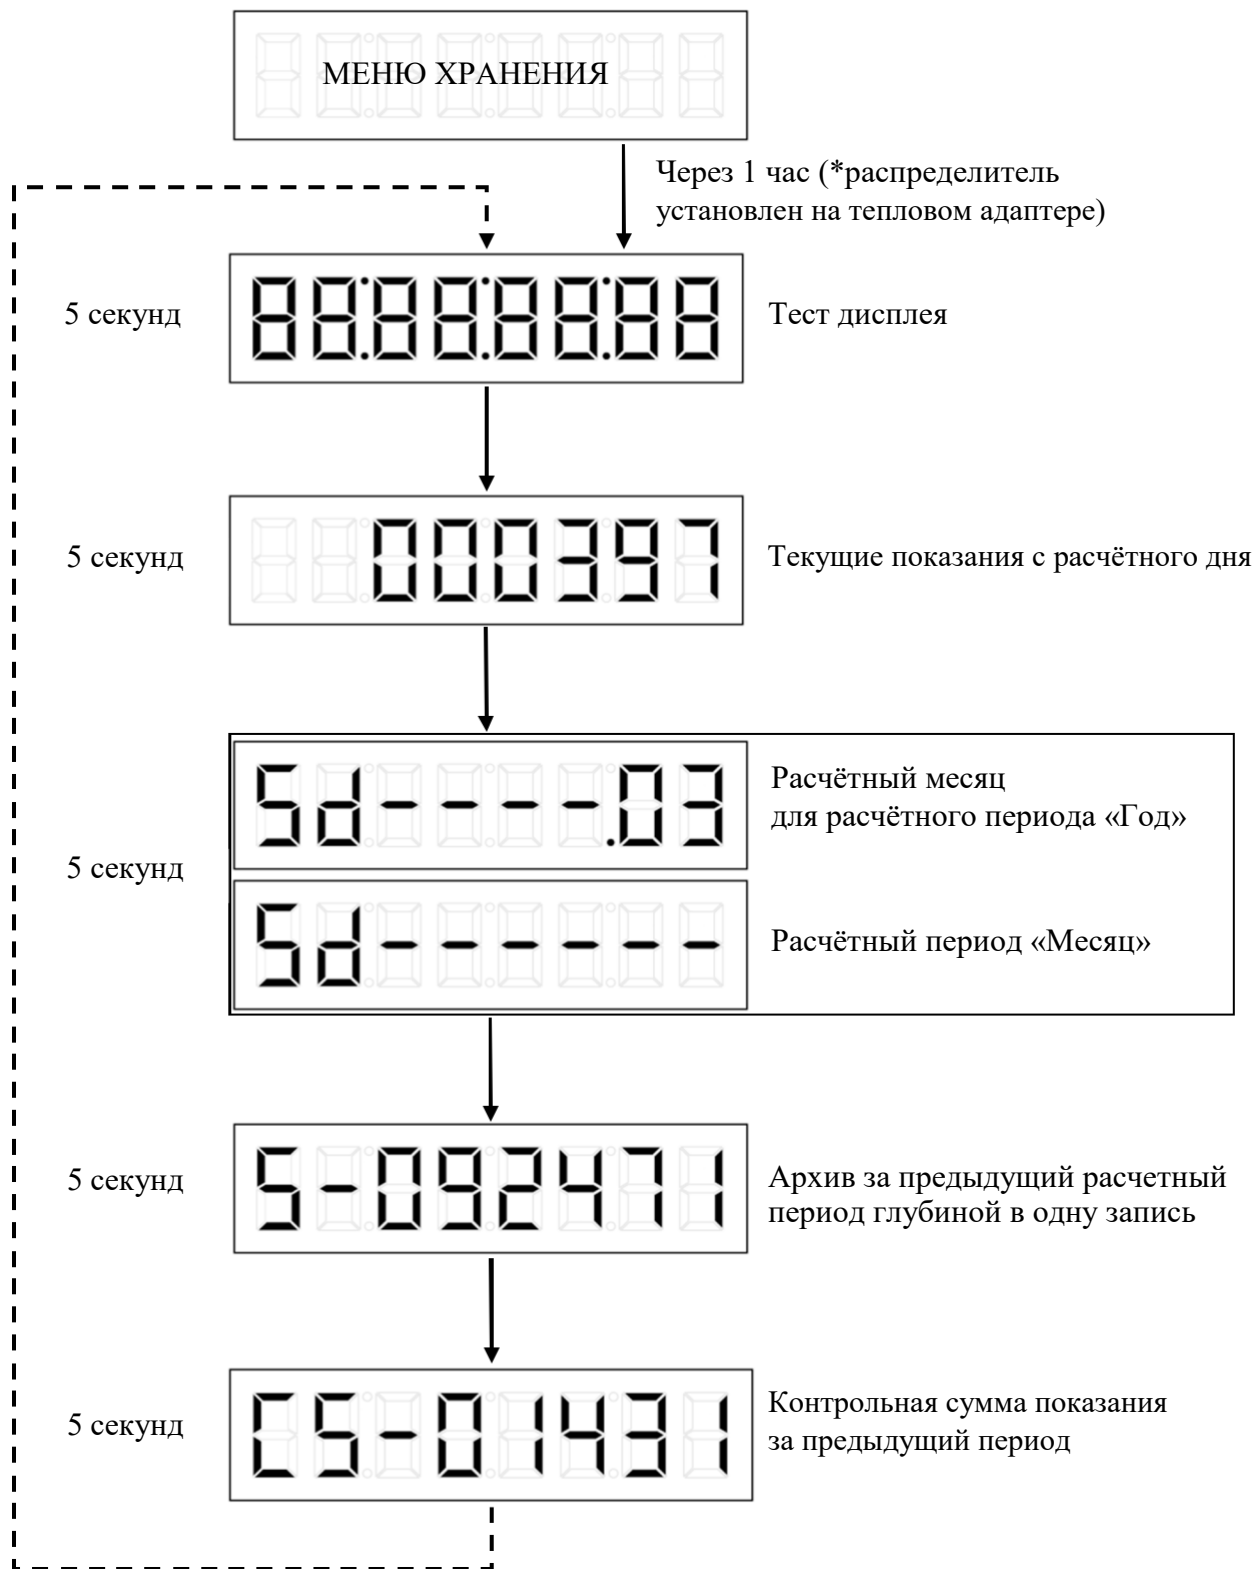 МЕНЮ ХРАНЕНИЯ
Через 1 час (*распределитель
установлен на тепловом адаптере)
5 секунд
88:88:88:88
Тест дисплея
5 секунд
000397
Текущие показания с расчётного дня
5 секунд
Sd----.03
Расчётный месяц
для расчётного периода «Год»
Sd------
Расчётный период «Месяц»
5 секунд
S-092471
Архив за предыдущий расчетный
период глубиной в одну запись
5 секунд
CS-01431
Контрольная сумма показания
за предыдущий период